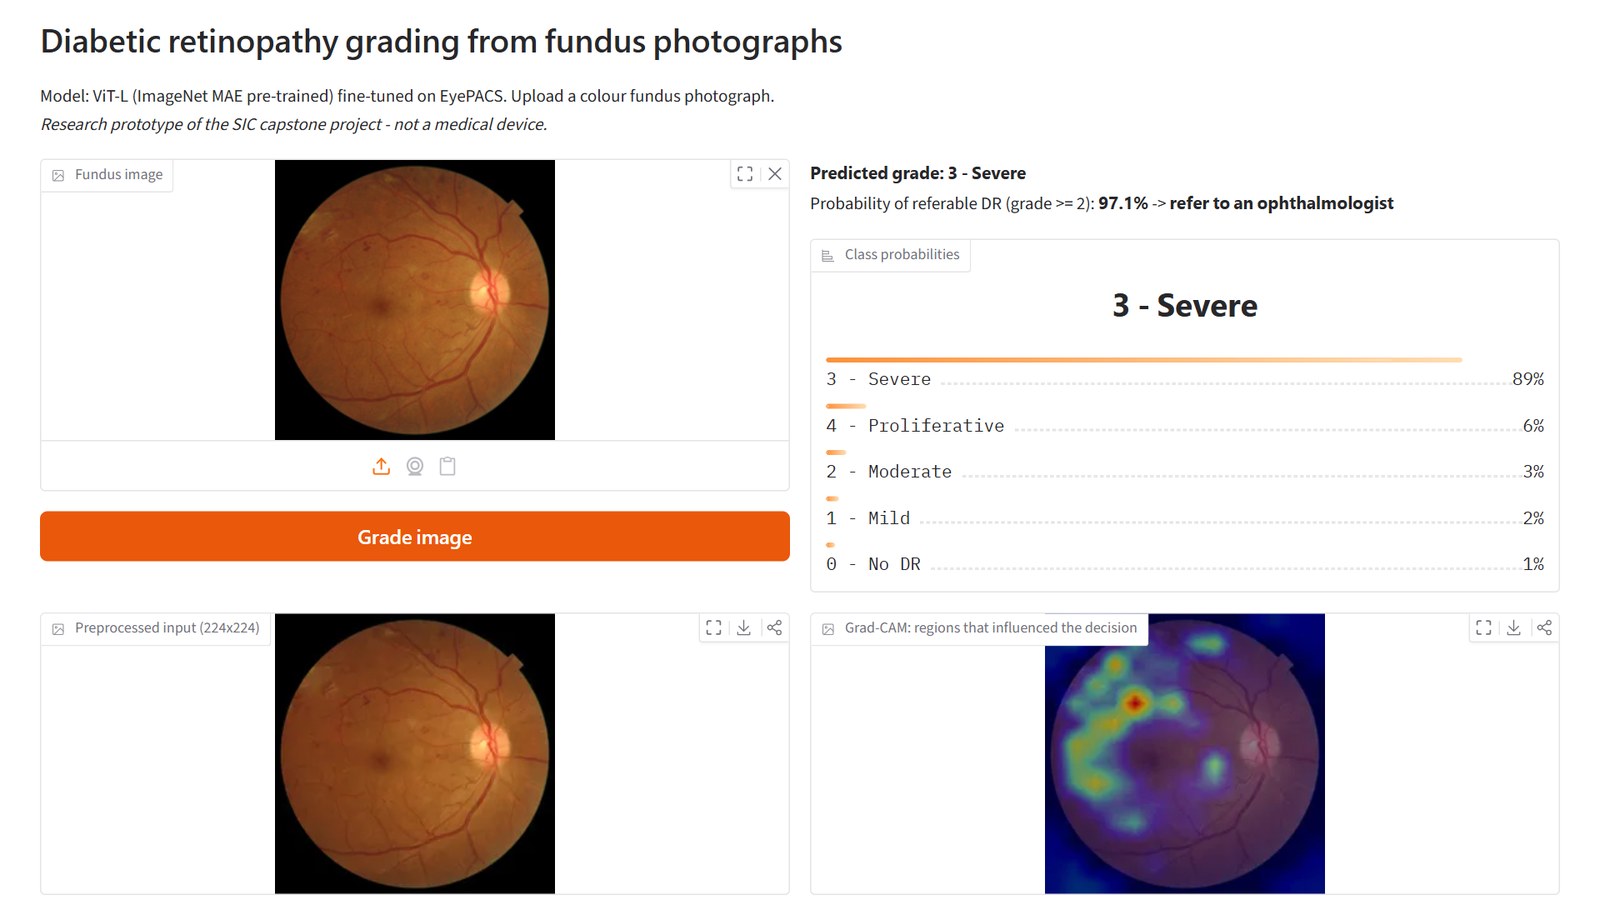 Diabetic retinopathy grading from fundus photographs
Model: ViT-L (ImageNet MAE pre-trained) fine-tuned on EyePACS. Upload a colour fundus photograph.
Research prototype of the SIC capstone project - not a medical device.
Fundus image
Grade image
Predicted grade: 3 - Severe
Probability of referable DR (grade >= 2): 97.1% -> refer to an ophthalmologist
Class probabilities
3 - Severe
3 - Severe 89%
4 - Proliferative 6%
2 - Moderate 3%
1 - Mild 2%
0 - No DR 1%
Preprocessed input (224x224)
Grad-CAM: regions that influenced the decision